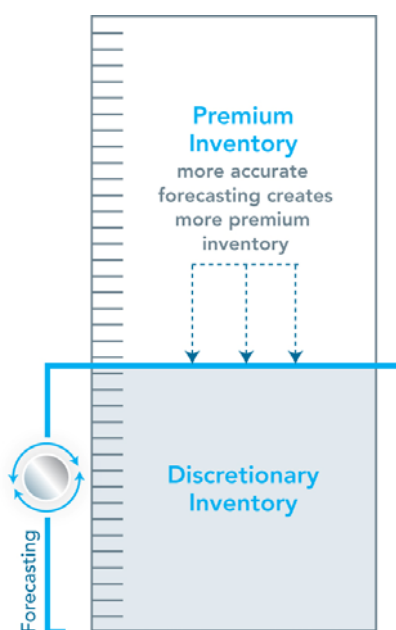 Premium
Inventory
more accurate
forecasting creates
more premium
inventory
Discretionary
Inventory
Forecasting